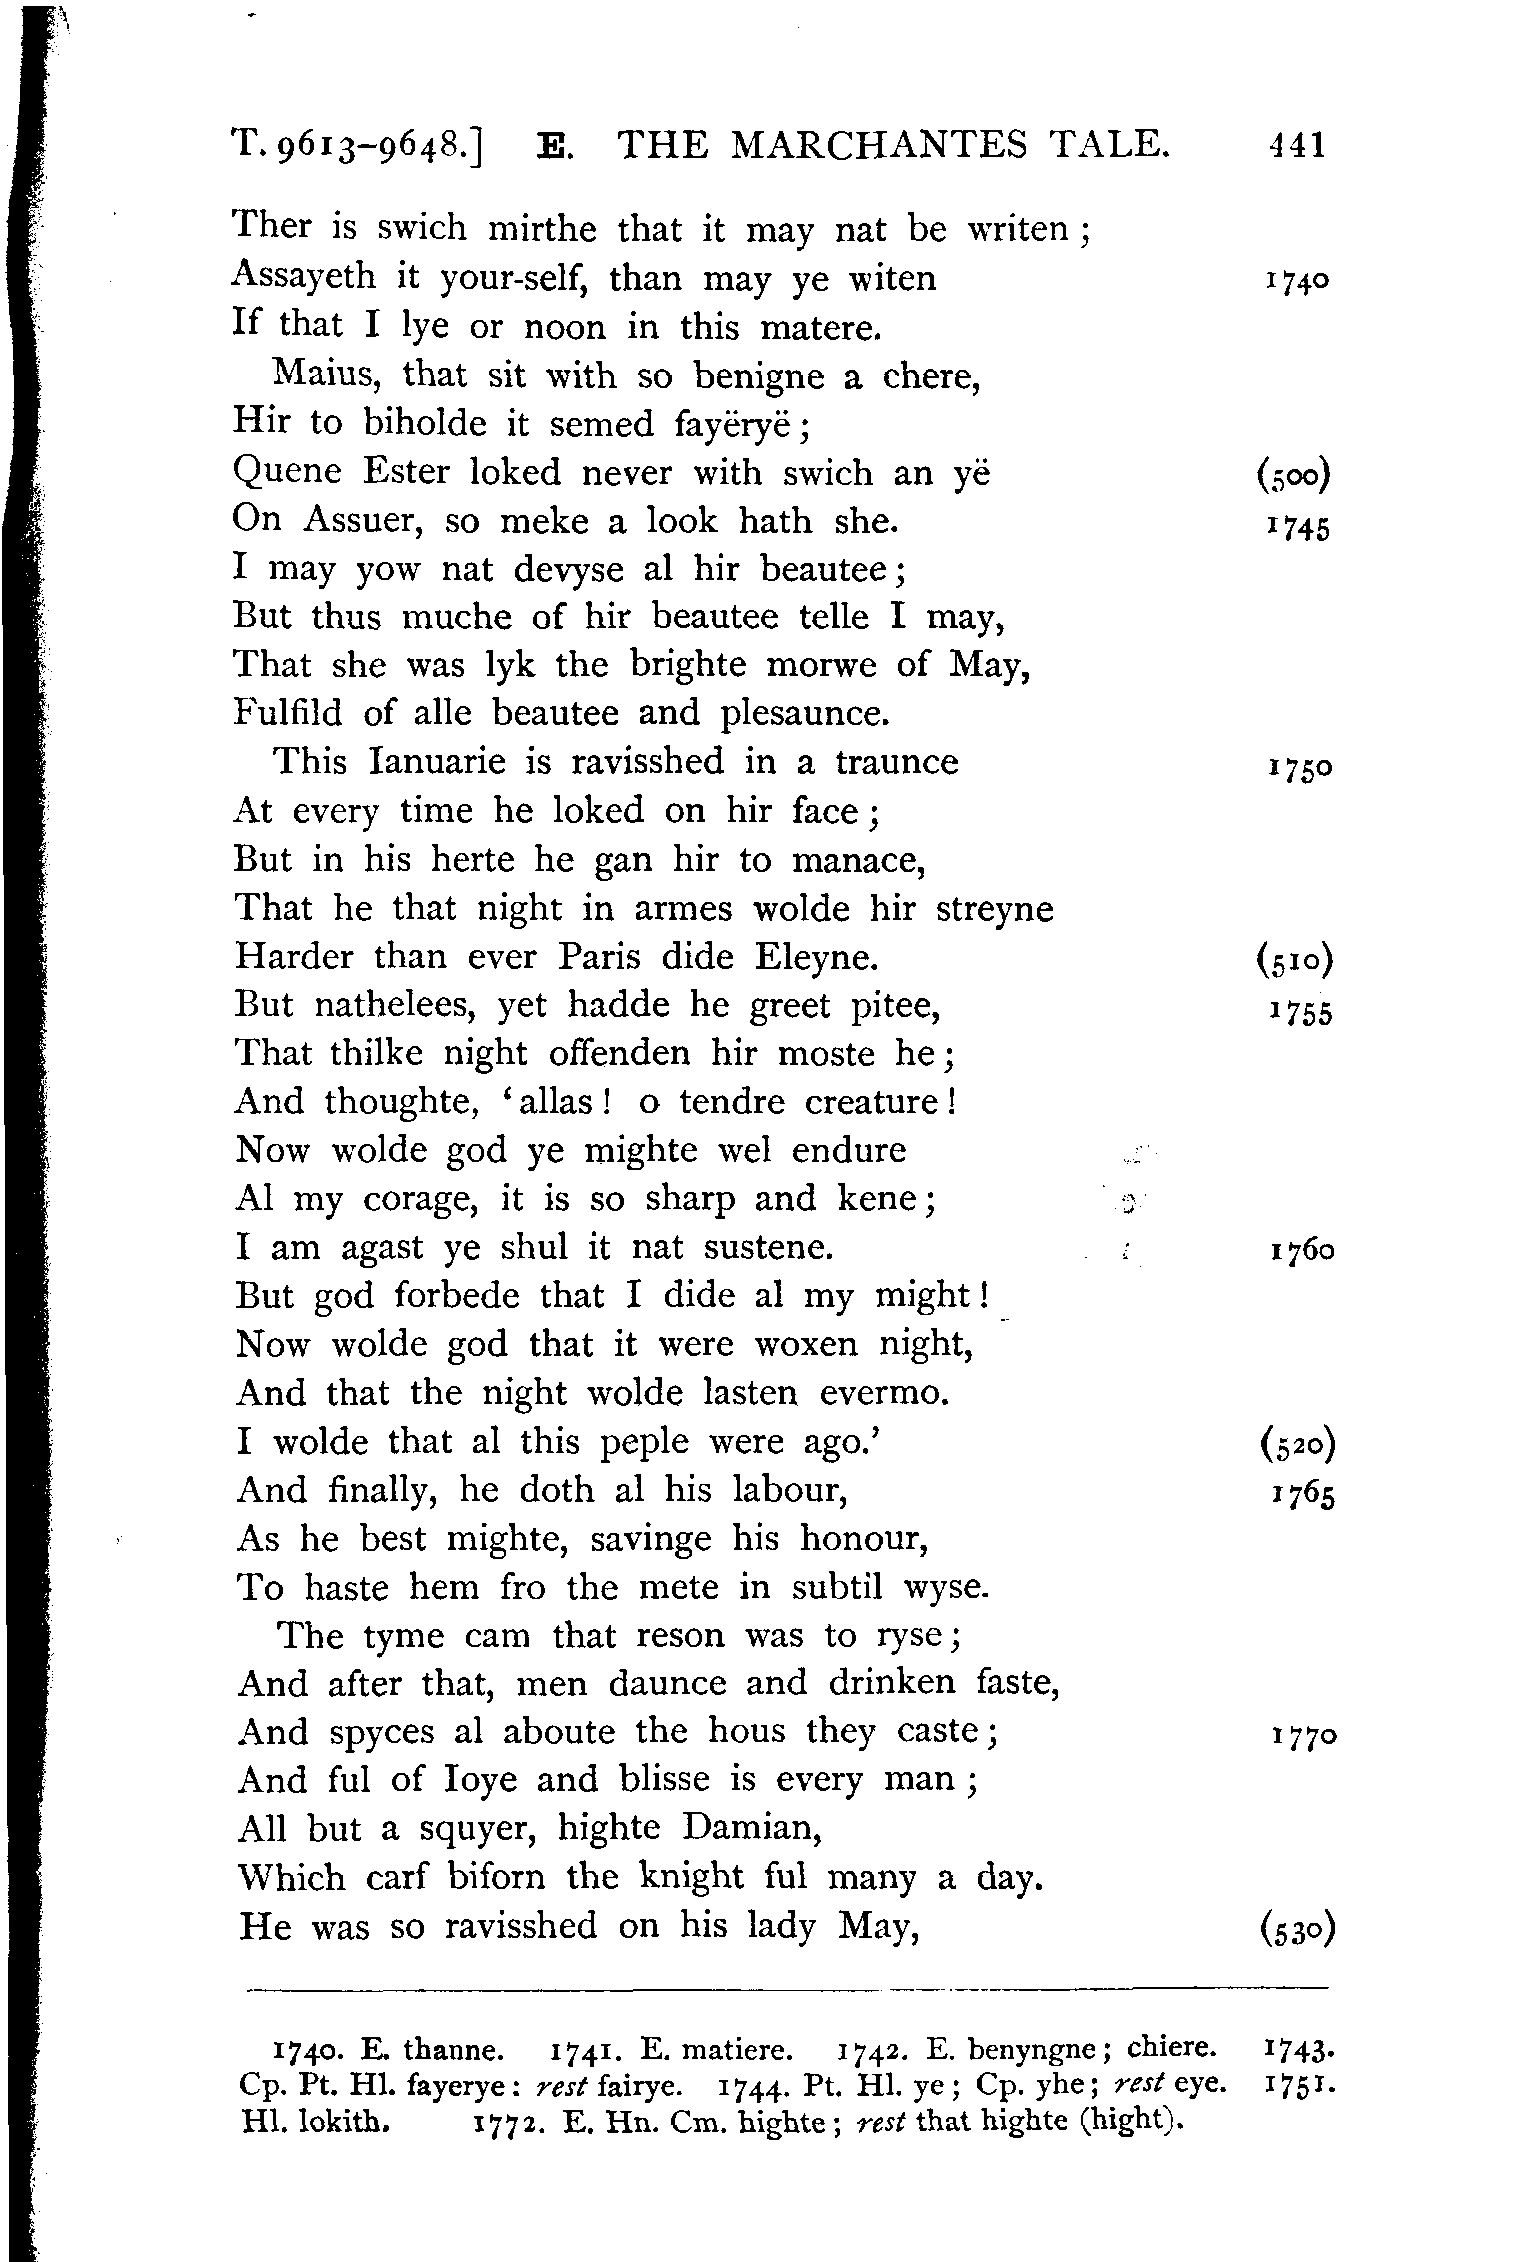 T. 9613–9648.] E. THE MARCHANTES TALE. 441
Ther is swich mirthe that it may nat be writen ;
Assayeth it your-self, than may ye witen 1740
If that I lye or noon in this matere.
Maius, that sit with so benigne a chere,
Hir to biholde it semed fayëryë ;
Quene Ester loked never with swich an yë (500)
On Assuer, so meke a look hath she. 1745
I may yow nat devyse al hir beautee ;
But thus muche of hir beautee telle I may,
That she was lyk the brighte morwe of May,
Fulfild of alle beautee and plesaunce.
This Ianuarie is ravisshed in a traunce 1750
At every time he loked on hir face ;
But in his herte he gan hir to manace,
That he that night in armes wolde hir streyne
Harder than ever Paris dide Eleyne. (510)
But nathelees, yet hadde he greet pitee, 1755
That thilke night offenden hir moste he ;
And thoughte, ‘allas ! o tendre creature !
Now wolde god ye mighte wel endure
Al my corage, it is so sharp and kene ;
I am agast ye shul it nat sustene. 1760
But god forbede that I dide al my might !
Now wolde god that it were woxen night,
And that the night wolde lasten evermo.
I wolde that al this peple were ago.’ (520)
And finally, he doth al his labour, 1765
As he best mighte, savinge his honour,
To haste hem fro the mete in subtil wyse.
The tyme cam that reson was to ryse ;
And after that, men daunce and drinken faste,
And spyces al aboute the hous they caste ; 1770
And ful of Ioye and blisse is every man ;
All but a squyer, highte Damian,
Which carf biforn the knight ful many a day.
He was so ravisshed on his lady May, (530)
1740. E. thanne. 1741. E. matiere. 1742. E. benyngne ; chiere. 1743.
Cp. Pt. Hl. fayerye : rest fairye. 1744. Pt. Hl. ye ; Cp. yhe ; rest eye. 1751.
Hl. lokith. 1772. E. Hn. Cm. highte ; rest that highte (hight).